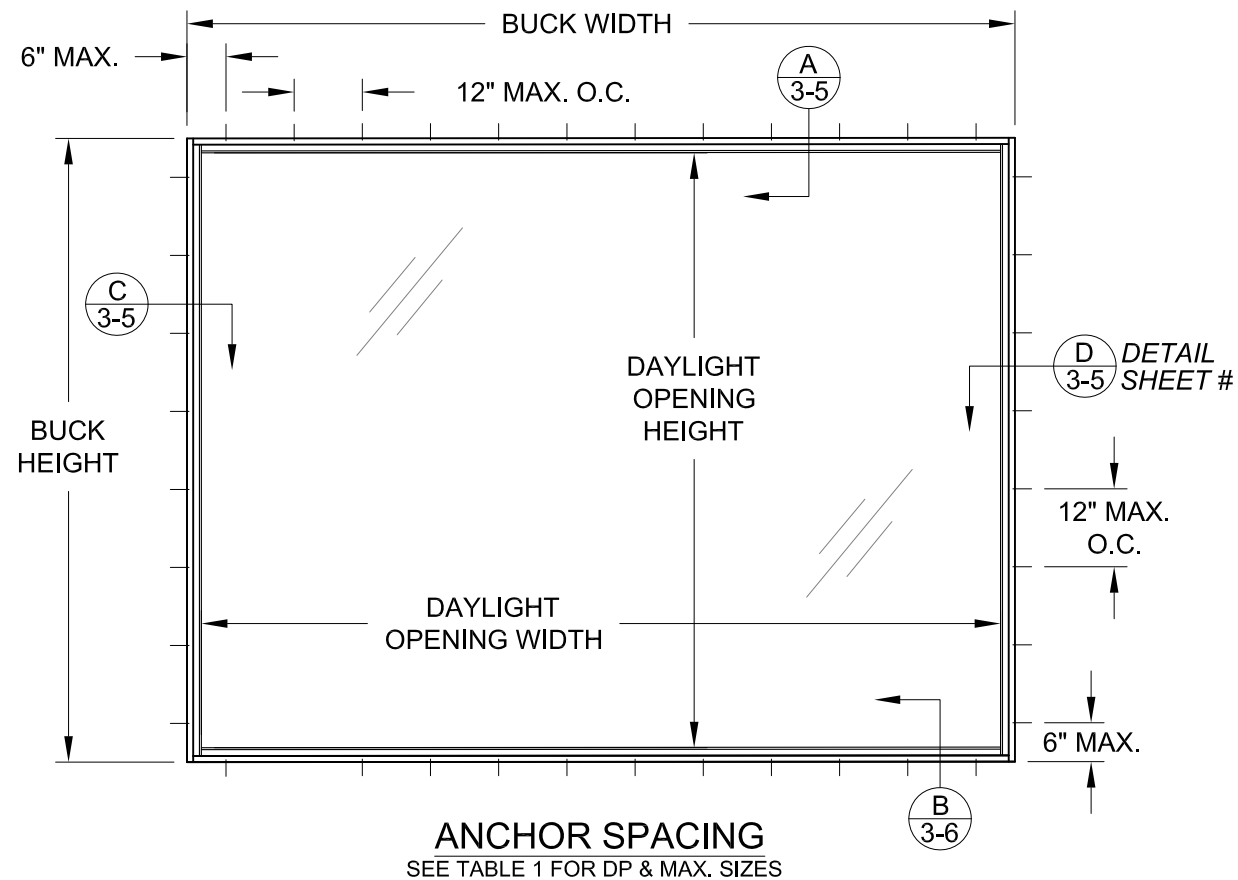 BUCK WIDTH
6" MAX.
12" MAX. O.C.
A
3-5
C
3-5
DAYLIGHT
OPENING
HEIGHT
D
3-5
DETAIL
SHEET #
BUCK
HEIGHT
12" MAX.
O.C.
DAYLIGHT
OPENING WIDTH
6" MAX.
B
3-6
ANCHOR SPACING
SEE TABLE 1 FOR DP & MAX. SIZES